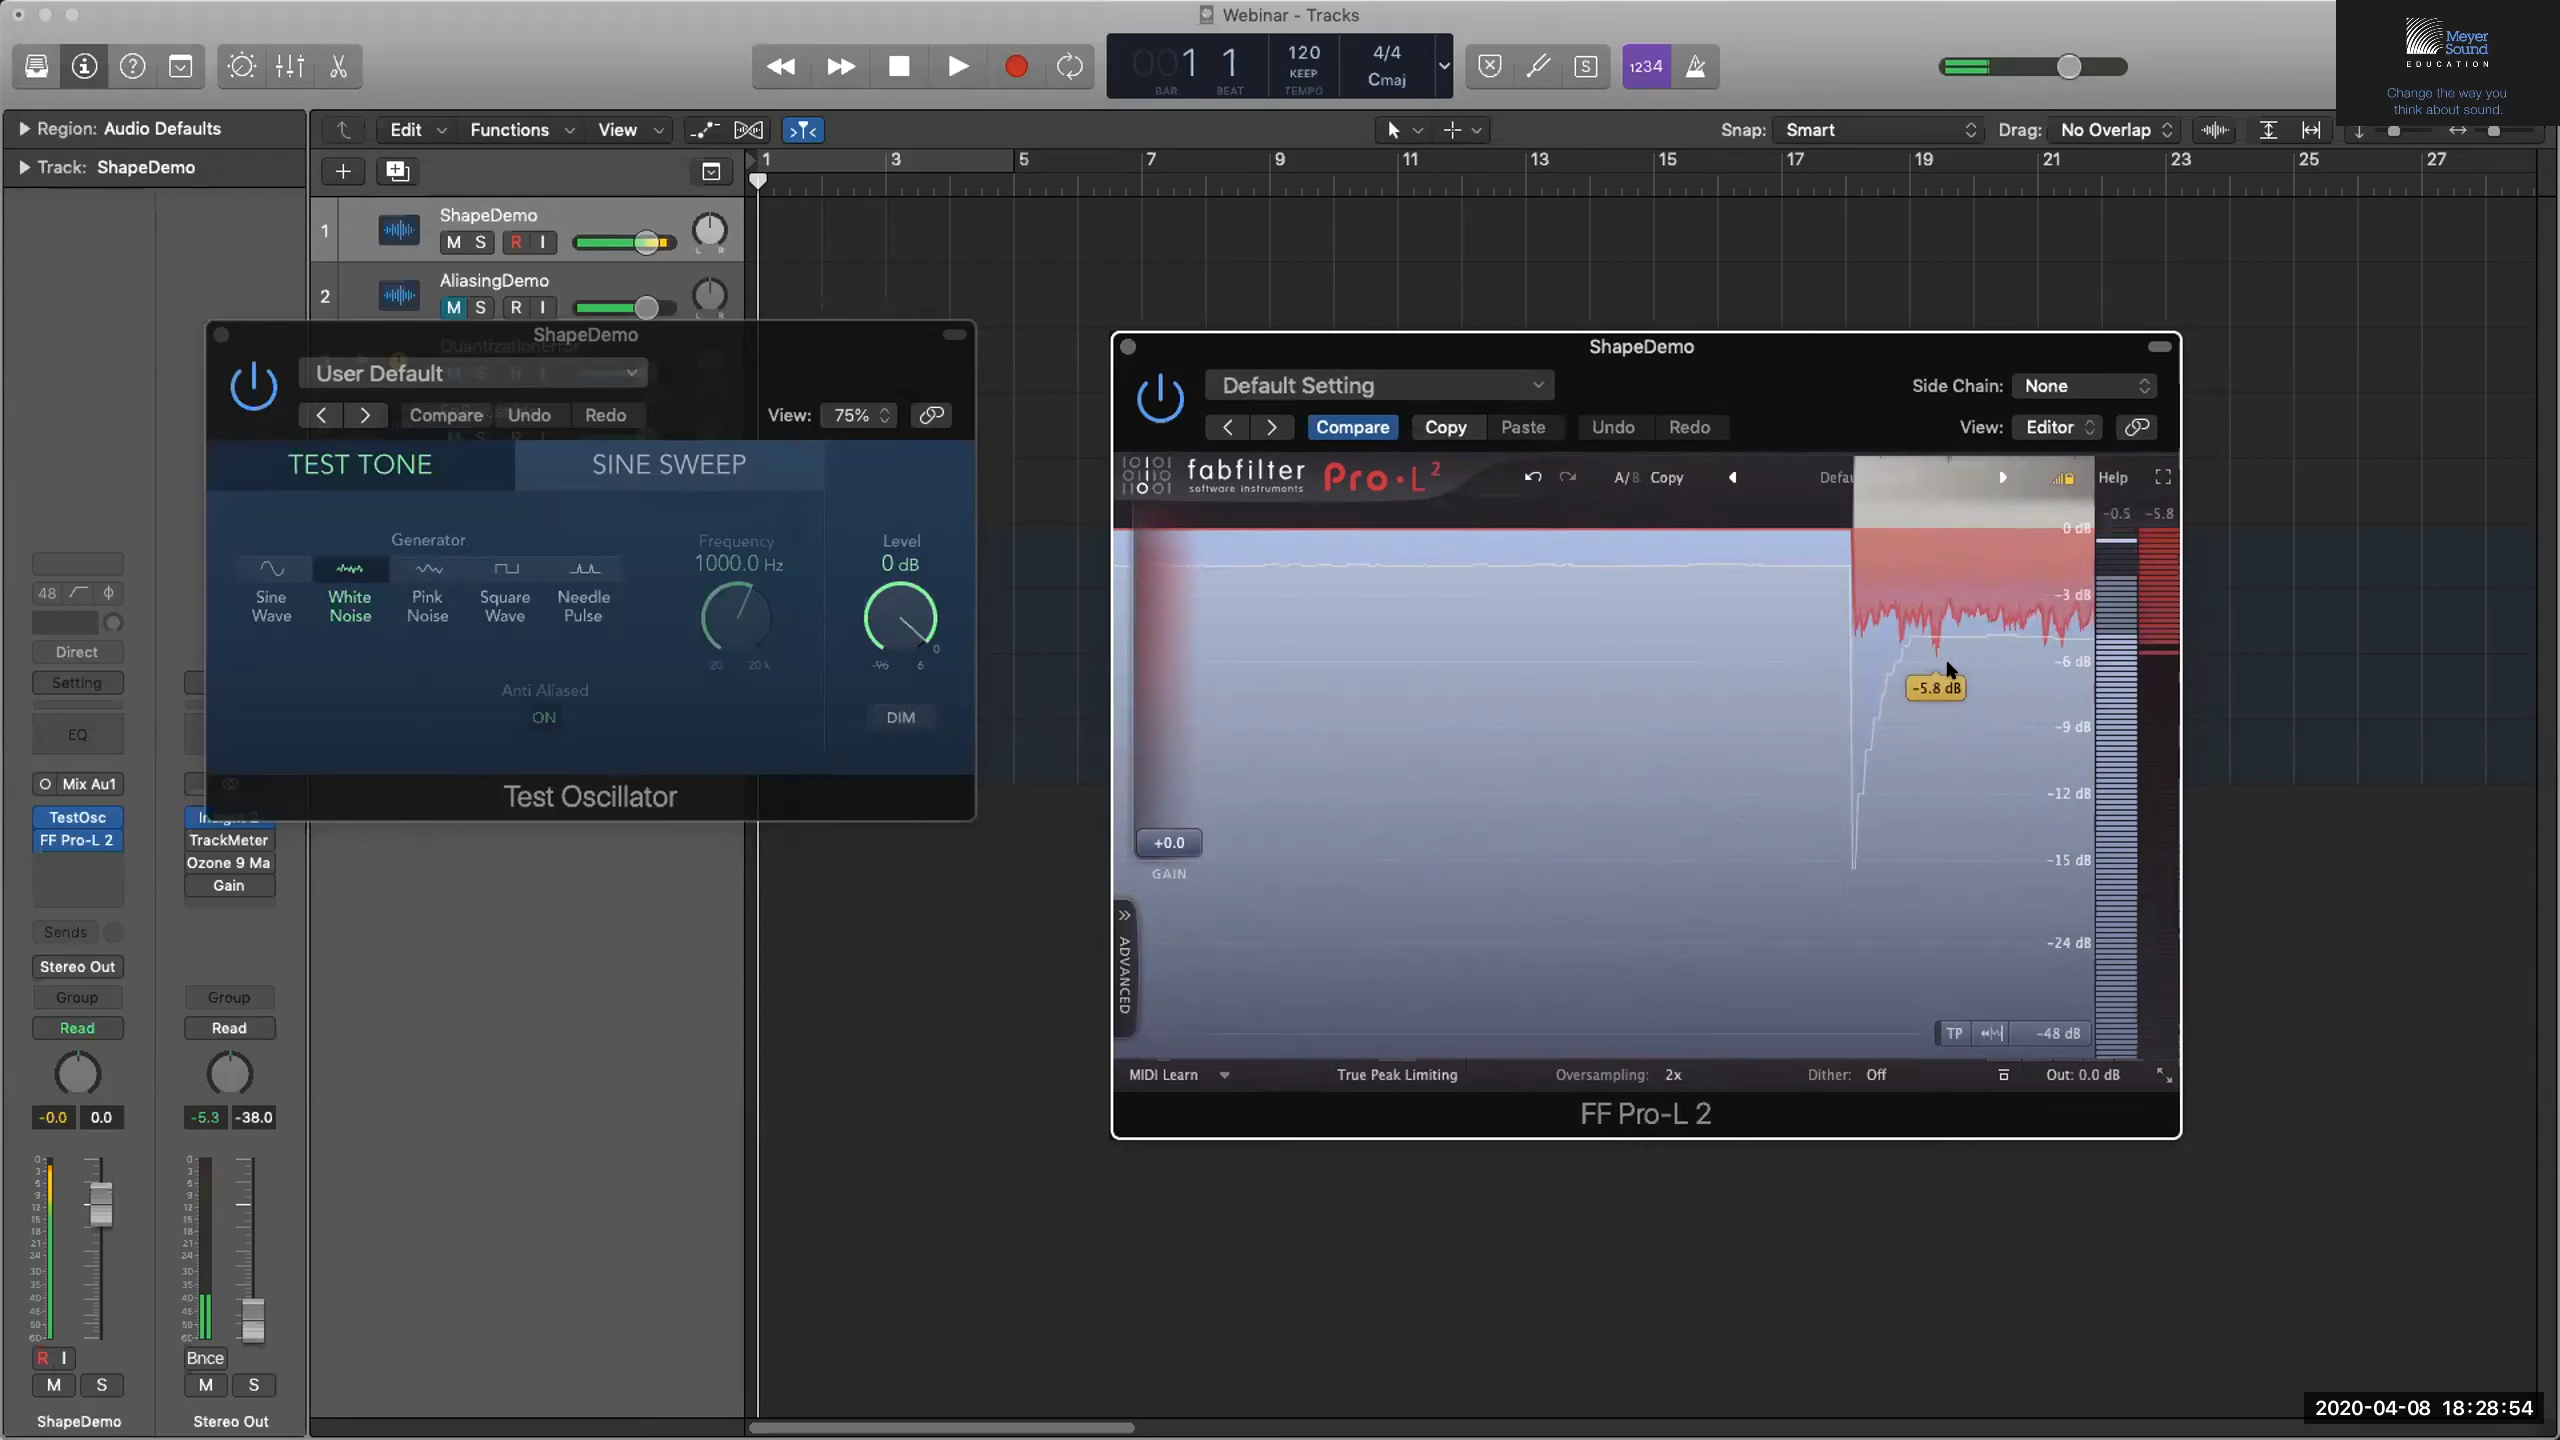 Webinar - Tracks
Meyer
Sound
EDUCATION
Change the way you
think about sound.
1 1
BAR BEAT
120
KEEP
TEMPO
4/4
Cmaj
1234
Region: Audio Defaults
Track: ShapeDemo
Edit Functions View
Snap: Smart
Drag: No Overlap
1 3 5 7 9 11 13 15 17 19 21 23 25 27
1
ShapeDemo
M S R I
L R
2
AliasingDemo
M S R I
ShapeDemo
User Default
Compare Undo Redo
View: 75%
TEST TONE
SINE SWEEP
Generator
Sine
Wave
White
Noise
Pink
Noise
Square
Wave
Needle
Pulse
Frequency
1000.0 Hz
20 20 k
Level
0 dB
0
-96 6
Anti Aliased
ON
DIM
Test Oscillator
ShapeDemo
Default Setting
Side Chain: None
Compare Copy Paste Undo Redo
View: Editor
fabfilter
software instruments
Pro·L 2
A/B Copy
Defau
Help
-0.5 -5.8
0 dB
-3 dB
-6 dB
-9 dB
-12 dB
-15 dB
-24 dB
-5.8 dB
+0.0
GAIN
ADVANCED
TP
-48 dB
MIDI Learn
True Peak Limiting
Oversampling: 2x
Dither: Off
Out: 0.0 dB
FF Pro-L 2
48
Direct
Setting
EQ
Mix Au1
TestOsc
FF Pro-L 2
TrackMeter
Ozone 9 Ma
Gain
Sends
Stereo Out
Group Group
Read Read
-0.0 0.0 -5.3 -38.0
R I
Bnce
M S M S
ShapeDemo Stereo Out
2020-04-08 18:28:54